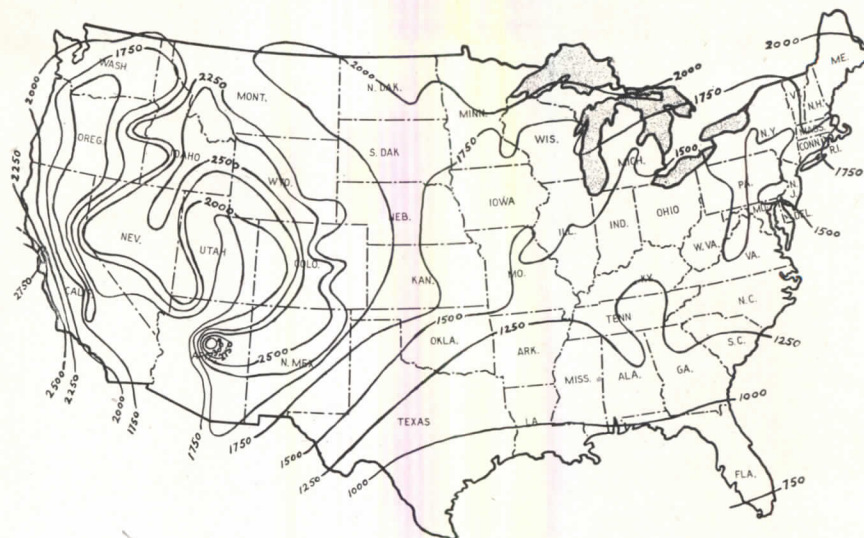 2000
1750
WASH
2250
MONT.
2000
N. DAK.
MINN.
2000
1750
2000
ME.
V
N.H.
N.Y.
MASS.
CONN.
R.I.
1750
OREG.
IDAHO
2500
S. DAK
1750
WIS.
MICH.
1500
PA.
N.
J.
MD.
DEL.
1500
2250
WYO.
2000
NEB.
IOWA
ILL.
IND.
OHIO
W. VA.
VA.
NEV.
UTAH
COLO.
KAN.
MO.
KY.
2750
CALIF.
1500
1250
TENN
N.C.
2500
N. MEX.
OKLA.
ARK.
S.C.
1250
2500
2250
2000
1750
1750
1750
1500
1250
1000
TEXAS
LA.
MISS.
ALA.
GA.
1000
FLA.
750